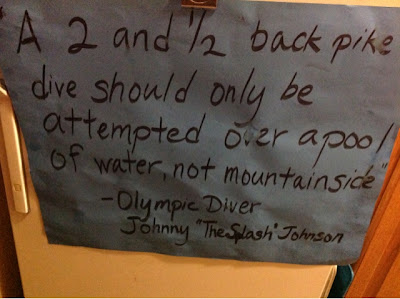 "A 2 and 1/2 back pike
dive should only be
attempted over a pool
of water, not mountainside"
-Olympic Diver
Johnny "The Splash" Johnson